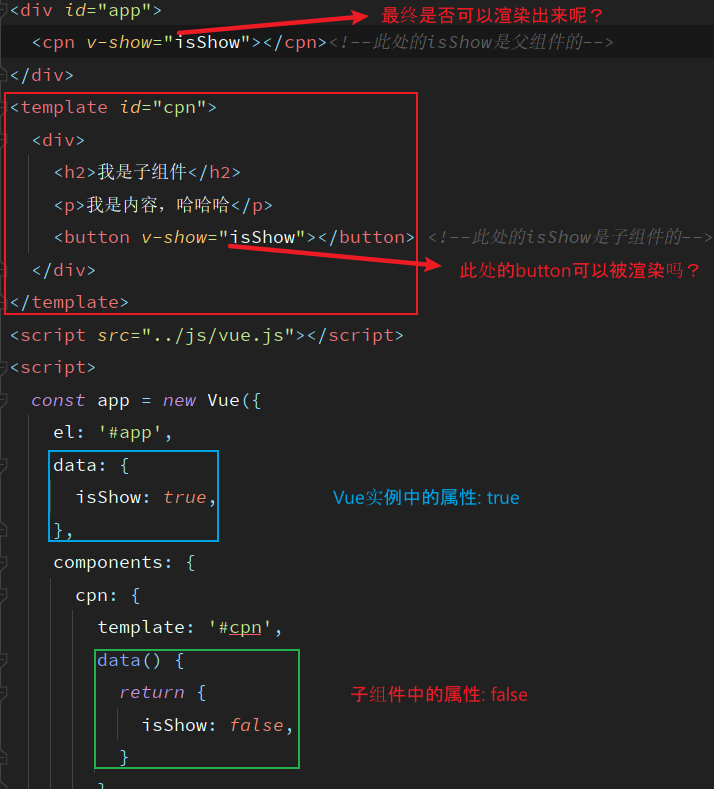 <div id="app"> 最终是否可以渲染出来呢？
<cpn v-show="isShow"></cpn><!--此处的isShow是父组件的-->
</div>
<template id="cpn">
<div>
<h2>我是子组件</h2>
<p>我是内容，哈哈哈</p>
<button v-show="isShow"></button> <!--此处的isShow是子组件的-->
</div> 此处的button可以被渲染吗？
</template>
<script src="../js/vue.js"></script>
<script>
const app = new Vue({
el: '#app',
data: {
isShow: true, Vue实例中的属性: true
},
components: {
cpn: {
template: '#cpn',
data() {
return { 子组件中的属性: false
isShow: false,
}
}